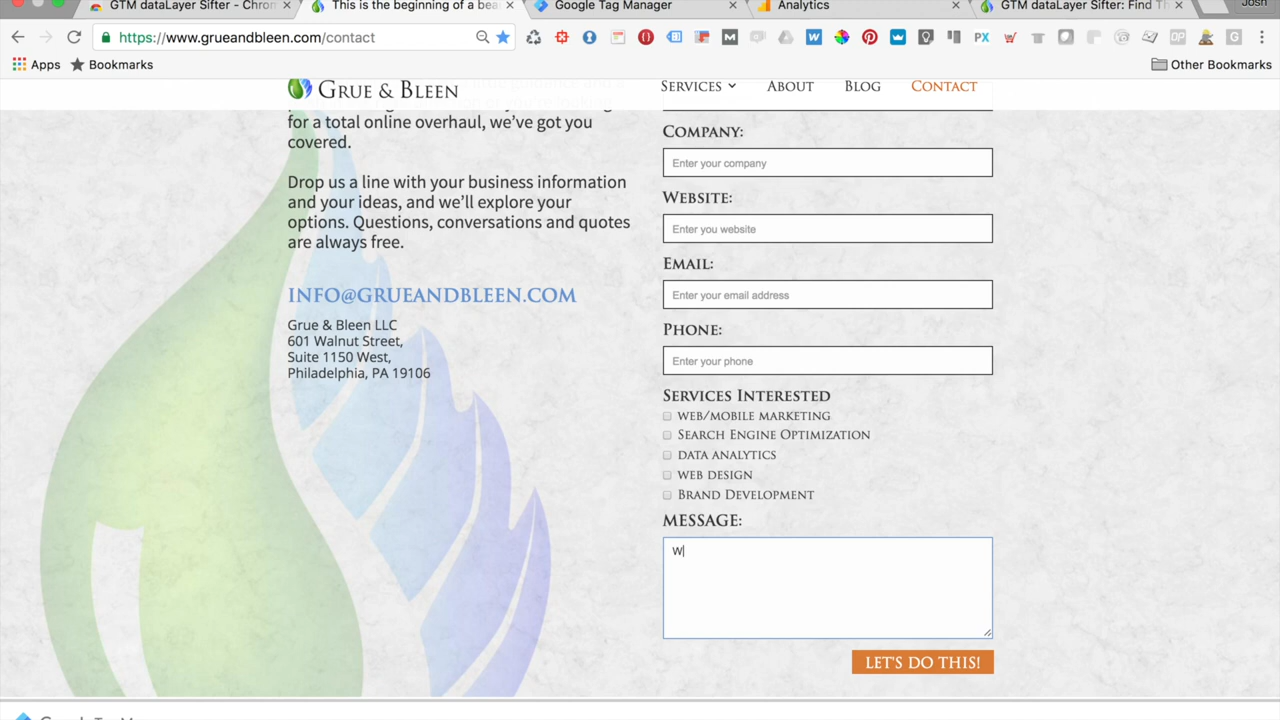 GTM dataLayer Sifter - Chron
This is the beginning of a bea
Google Tag Manager
Analytics
GTM dataLayer Sifter: Find Th
Josh
https://www.grueandbleen.com/contact
Apps
Bookmarks
Other Bookmarks
GRUE & BLEEN
SERVICES
ABOUT
BLOG
CONTACT
for a total online overhaul, we've got you
covered.
Drop us a line with your business information
and your ideas, and we'll explore your
options. Questions, conversations and quotes
are always free.
INFO@GRUEANDBLEEN.COM
Grue & Bleen LLC
601 Walnut Street,
Suite 1150 West,
Philadelphia, PA 19106
COMPANY:
Enter your company
WEBSITE:
Enter you website
EMAIL:
Enter your email address
PHONE:
Enter your phone
SERVICES INTERESTED
WEB/MOBILE MARKETING
SEARCH ENGINE OPTIMIZATION
DATA ANALYTICS
WEB DESIGN
BRAND DEVELOPMENT
MESSAGE:
W
LET'S DO THIS!